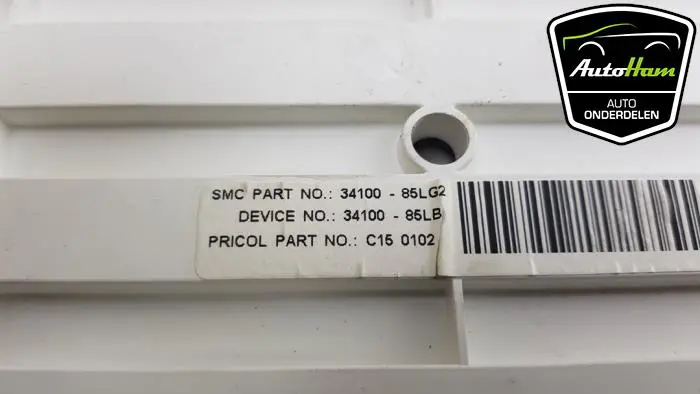 AutoHam
AUTO
ONDERDELEN
SMC PART NO.: 34100 - 85LG2
DEVICE NO.: 34100 - 85LB
PRICOL PART NO.: C15 0102